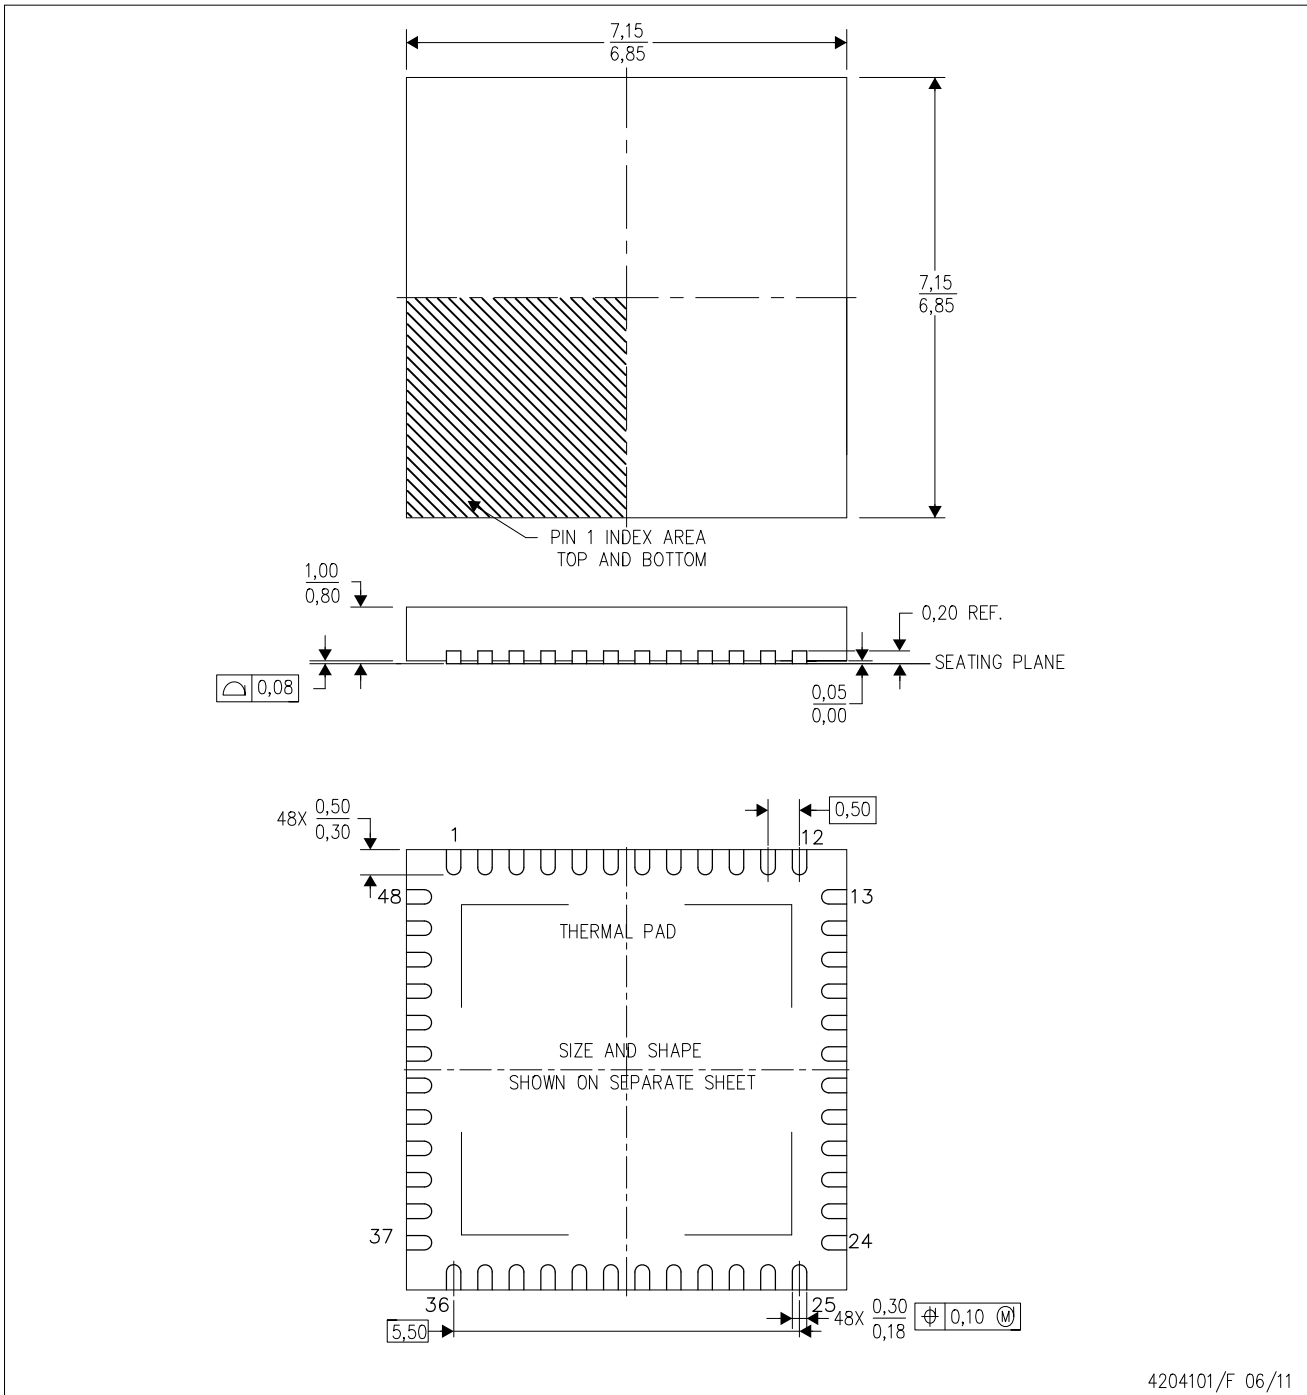 7,15
6,85
7,15
6,85
PIN 1 INDEX AREA
TOP AND BOTTOM
1,00
0,80
0,20 REF.
SEATING PLANE
0,08
0,05
0,00
48X 0,50
0,30
0,50
1
12
48
13
THERMAL PAD
SIZE AND SHAPE
SHOWN ON SEPARATE SHEET
37
24
36
25
5,50
48X 0,30
0,18
0,10 Ⓜ
4204101/F 06/11